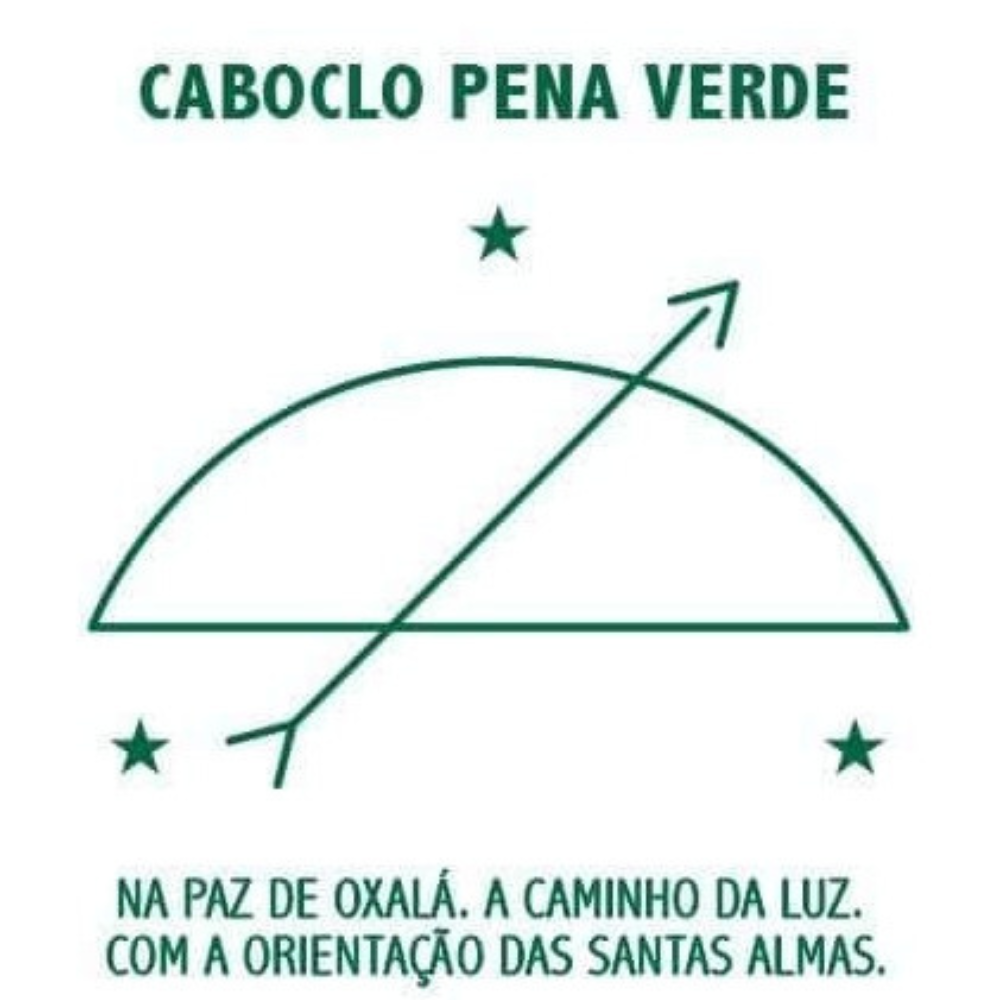 CABOCLO PENA VERDE
NA PAZ DE OXALÁ. A CAMINHO DA LUZ.
COM A ORIENTAÇÃO DAS SANTAS ALMAS.